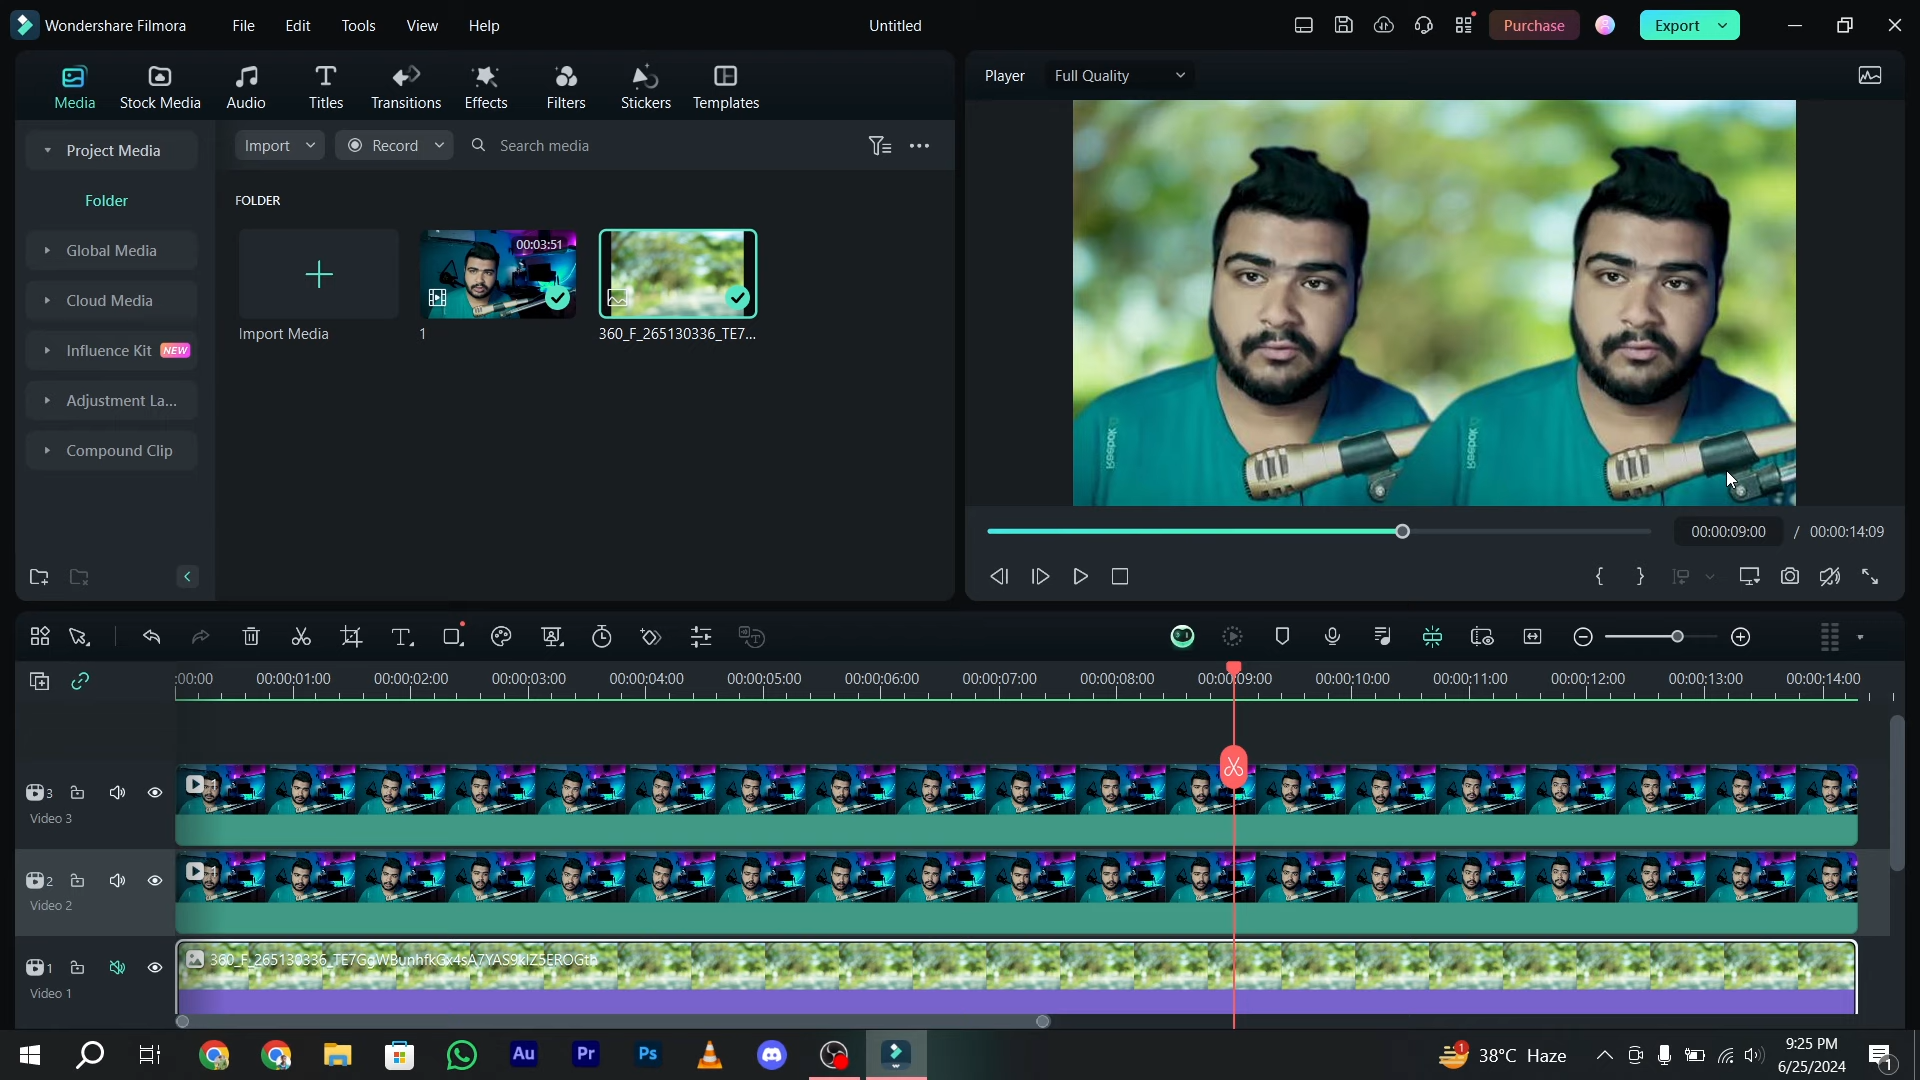 Wondershare Filmora File Edit Tools View Help Untitled Purchase Export
Media Stock Media Audio Titles Transitions Effects Filters Stickers Templates
Player Full Quality
Project Media
Folder
Global Media
Cloud Media
Influence Kit NEW
Adjustment La...
Compound Clip
Import Record Search media
FOLDER
00:03:51
Import Media 1 360_F_265130336_TE7...
Reebok Reebok
00:00:09:00 / 00:00:14:09
:00:00 00:00:01:00 00:00:02:00 00:00:03:00 00:00:04:00 00:00:05:00 00:00:06:00 00:00:07:00 00:00:08:00 00:00:09:00 00:00:10:00 00:00:11:00 00:00:12:00 00:00:13:00 00:00:14:00
3 1
Video 3
2 1
Video 2
1
Video 1
Au Pr Ps
1 38°C Haze
9:25 PM
6/25/2024
1